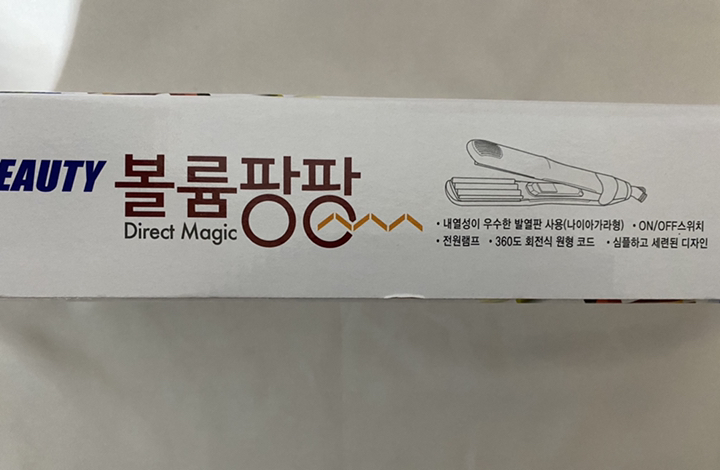 EAUTY 볼륨팡팡
Direct Magic
• 내열성이 우수한 발열판 사용(나이아가라형) • ON/OFF스위치
• 전원램프 • 360도 회전식 원형 코드 • 심플하고 세련된 디자인